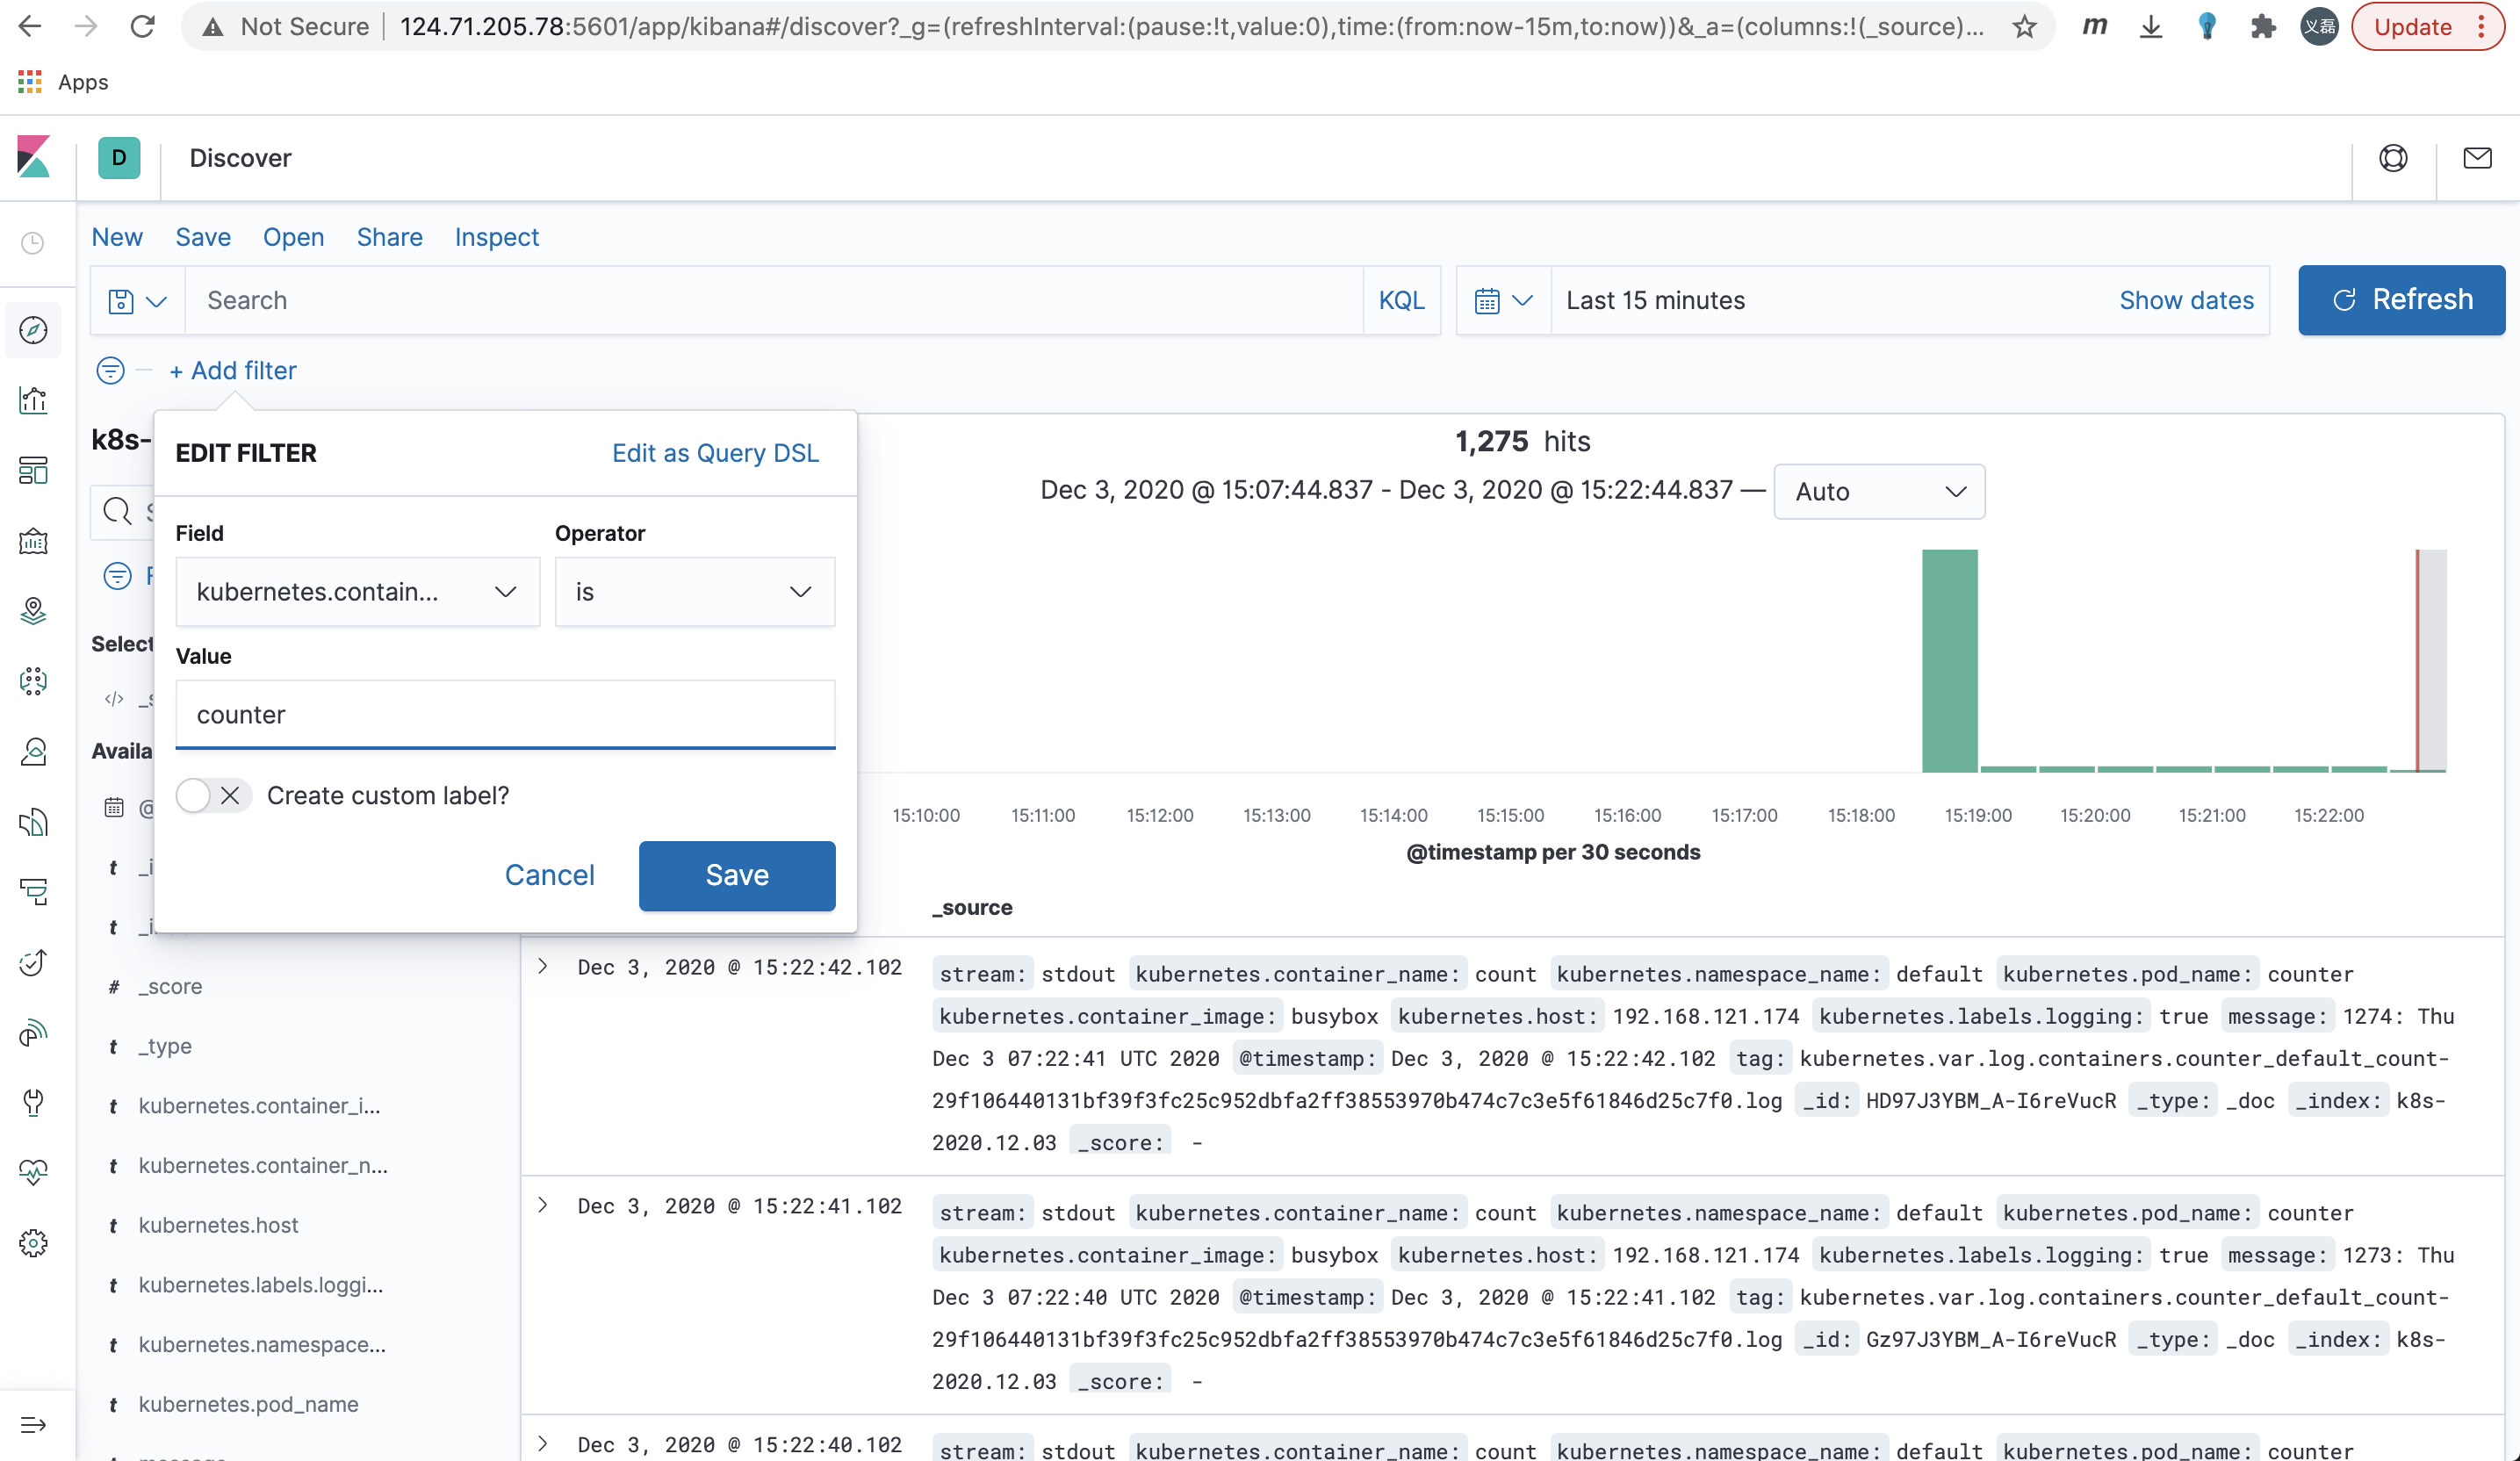 Not Secure 124.71.205.78:5601/app/kibana#/discover?_g=(refreshInterval:(pause:!t,value:0),time:(from:now-15m,to:now))&_a=(columns:!(_source)...
m
义磊
Update
Apps
D
Discover
New Save Open Share Inspect
Search
KQL
Last 15 minutes
Show dates
Refresh
+ Add filter
k8s-
EDIT FILTER
Edit as Query DSL
Field
Operator
kubernetes.contain...
is
Value
counter
Create custom label?
Cancel
Save
Select
Availa
t _i
t _i
# _score
t _type
t kubernetes.container_i...
t kubernetes.container_n...
t kubernetes.host
t kubernetes.labels.loggi...
t kubernetes.namespace...
t kubernetes.pod_name
1,275 hits
Dec 3, 2020 @ 15:07:44.837 - Dec 3, 2020 @ 15:22:44.837 —
Auto
15:10:00 15:11:00 15:12:00 15:13:00 15:14:00 15:15:00 15:16:00 15:17:00 15:18:00 15:19:00 15:20:00 15:21:00 15:22:00
@timestamp per 30 seconds
_source
Dec 3, 2020 @ 15:22:42.102
stream: stdout kubernetes.container_name: count kubernetes.namespace_name: default kubernetes.pod_name: counter
kubernetes.container_image: busybox kubernetes.host: 192.168.121.174 kubernetes.labels.logging: true message: 1274: Thu
Dec 3 07:22:41 UTC 2020 @timestamp: Dec 3, 2020 @ 15:22:42.102 tag: kubernetes.var.log.containers.counter_default_count-
29f106440131bf39f3fc25c952dbfa2ff38553970b474c7c3e5f61846d25c7f0.log _id: HD97J3YBM_A-I6reVucR _type: _doc _index: k8s-
2020.12.03 _score: -
Dec 3, 2020 @ 15:22:41.102
stream: stdout kubernetes.container_name: count kubernetes.namespace_name: default kubernetes.pod_name: counter
kubernetes.container_image: busybox kubernetes.host: 192.168.121.174 kubernetes.labels.logging: true message: 1273: Thu
Dec 3 07:22:40 UTC 2020 @timestamp: Dec 3, 2020 @ 15:22:41.102 tag: kubernetes.var.log.containers.counter_default_count-
29f106440131bf39f3fc25c952dbfa2ff38553970b474c7c3e5f61846d25c7f0.log _id: Gz97J3YBM_A-I6reVucR _type: _doc _index: k8s-
2020.12.03 _score: -
Dec 3, 2020 @ 15:22:40.102
stream: stdout kubernetes.container_name: count kubernetes.namespace_name: default kubernetes.pod_name: counter